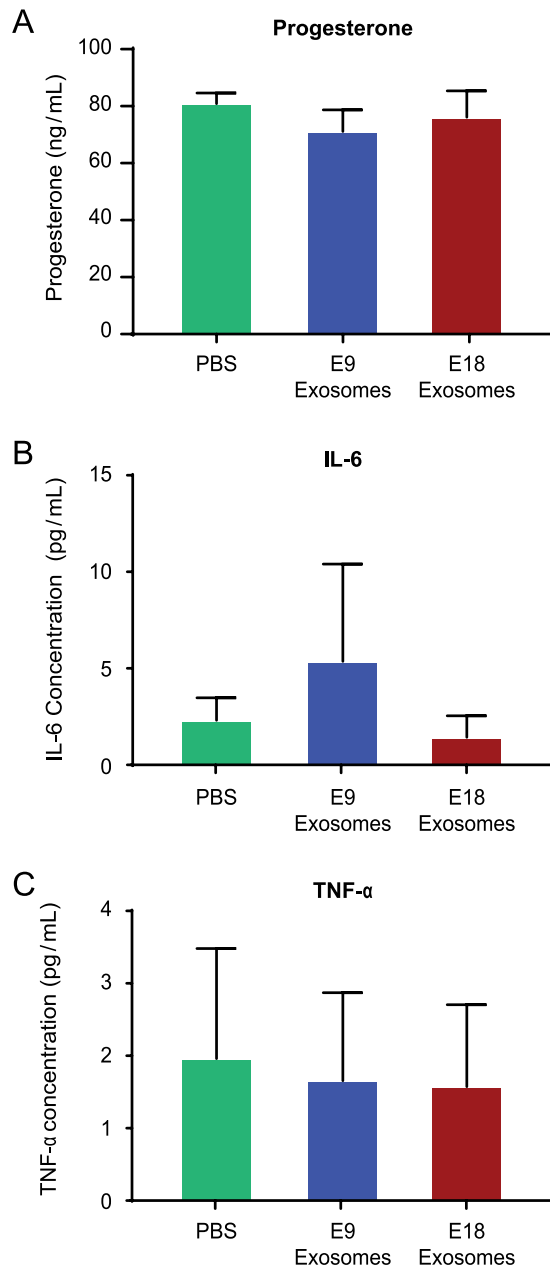 A
Progesterone
Progesterone (ng/mL)
100
80
60
40
20
0
PBS
E9
Exosomes
E18
Exosomes
B
IL-6
IL-6 Concentration (pg/mL)
15
10
5
0
PBS
E9
Exosomes
E18
Exosomes
C
TNF-α
TNF-α concentration (pg/mL)
4
3
2
1
0
PBS
E9
Exosomes
E18
Exosomes